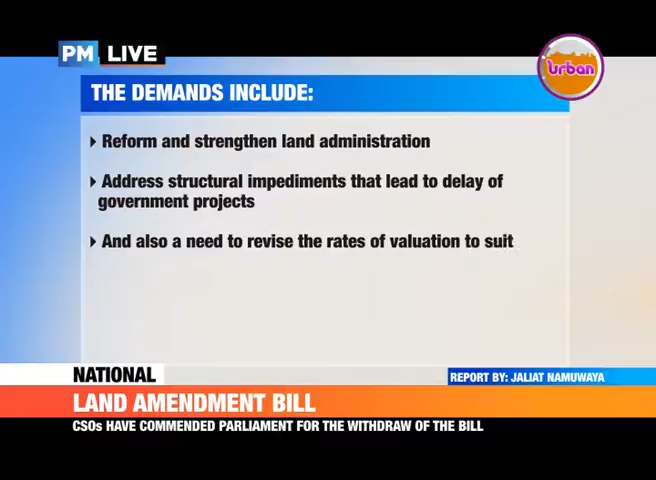 PM LIVE
urban
THE DEMANDS INCLUDE:
Reform and strengthen land administration
Address structural impediments that lead to delay of
government projects
And also a need to revise the rates of valuation to suit
NATIONAL
REPORT BY: JALIAT NAMUWAYA
LAND AMENDMENT BILL
CSOs HAVE COMMENDED PARLIAMENT FOR THE WITHDRAW OF THE BILL